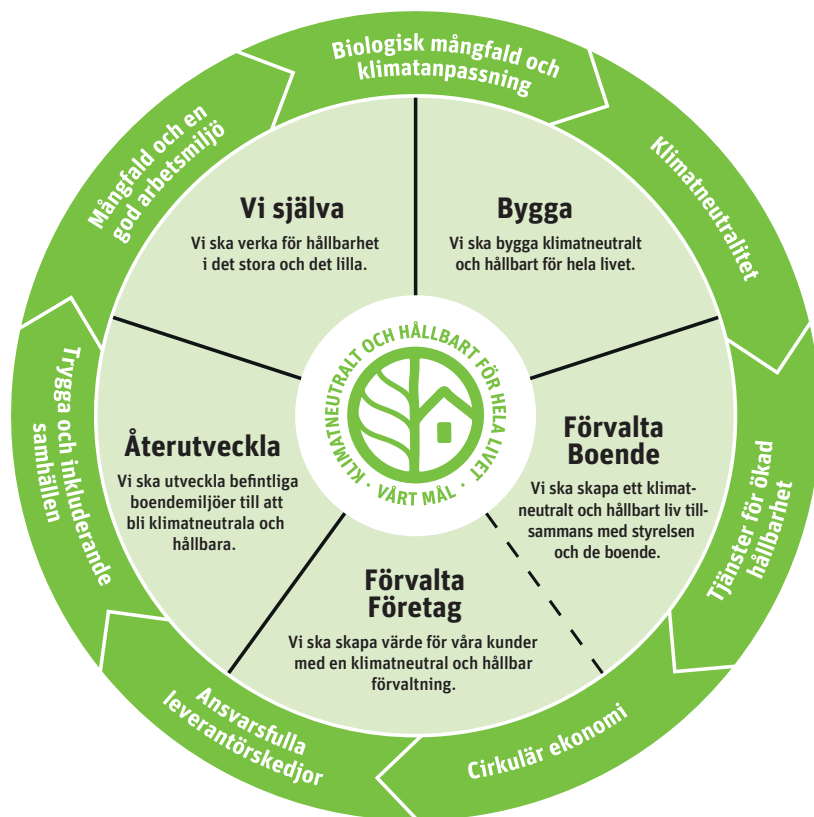 Biologisk mångfald och
klimatanpassning
Klimatneutralitet
Tjänster för ökad
hållbarhet
Cirkulär ekonomi
Ansvarsfulla
leverantörskedjor
Trygga och inkluderande
samhällen
Mångfald och en
god arbetsmiljö
Vi själva
Vi ska verka för hållbarhet
i det stora och det lilla.
Bygga
Vi ska bygga klimatneutralt
och hållbart för hela livet.
Förvalta
Boende
Vi ska skapa ett klimat-
neutralt och hållbart liv till-
sammans med styrelsen
och de boende.
Förvalta
Företag
Vi ska skapa värde för våra kunder
med en klimatneutral och hållbar
förvaltning.
Återutveckla
Vi ska utveckla befintliga
boendemiljöer till att
bli klimatneutrala och
hållbara.
KLIMATNEUTRALT OCH HÅLLBART FÖR HELA LIVET ·
VÅRT MÅL ·